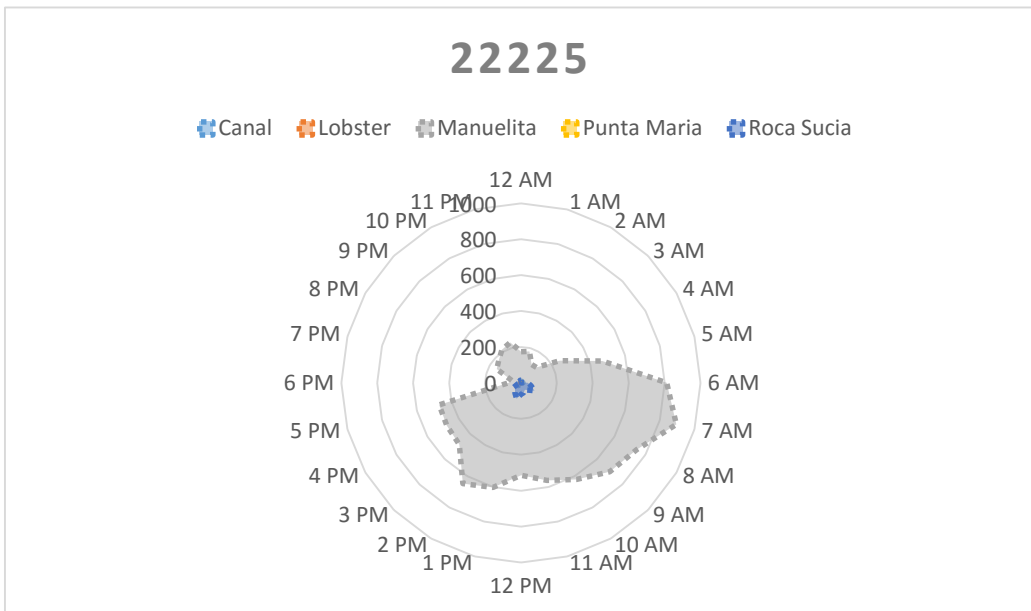 22225
Canal Lobster Manuelita Punta Maria Roca Sucia
12 AM
1 AM
2 AM
3 AM
4 AM
5 AM
6 AM
7 AM
8 AM
9 AM
10 AM
11 AM
12 PM
1 PM
2 PM
3 PM
4 PM
5 PM
6 PM
7 PM
8 PM
9 PM
10 PM
11 PM
1000
800
600
400
200
0